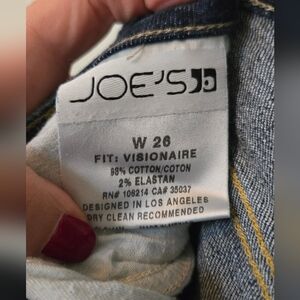 JOE'S
W 26
FIT: VISIONAIRE
98% COTTON/COTON
2% ELASTAN
RN# 106214 CA# 35037
DESIGNED IN LOS ANGELES
DRY CLEAN RECOMMENDED